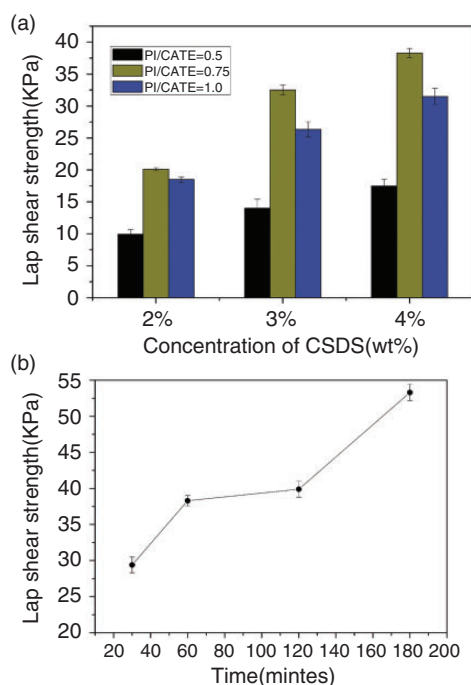 (a)
40
35
30
25
20
15
10
5
0
Lap shear strength(KPa)
PI/CATE=0.5
PI/CATE=0.75
PI/CATE=1.0
2% 3% 4%
Concentration of CSDS(wt%)
(b)
55
50
45
40
35
30
25
20
Lap shear strength(KPa)
20 40 60 80 100 120 140 160 180 200
Time(mintes)